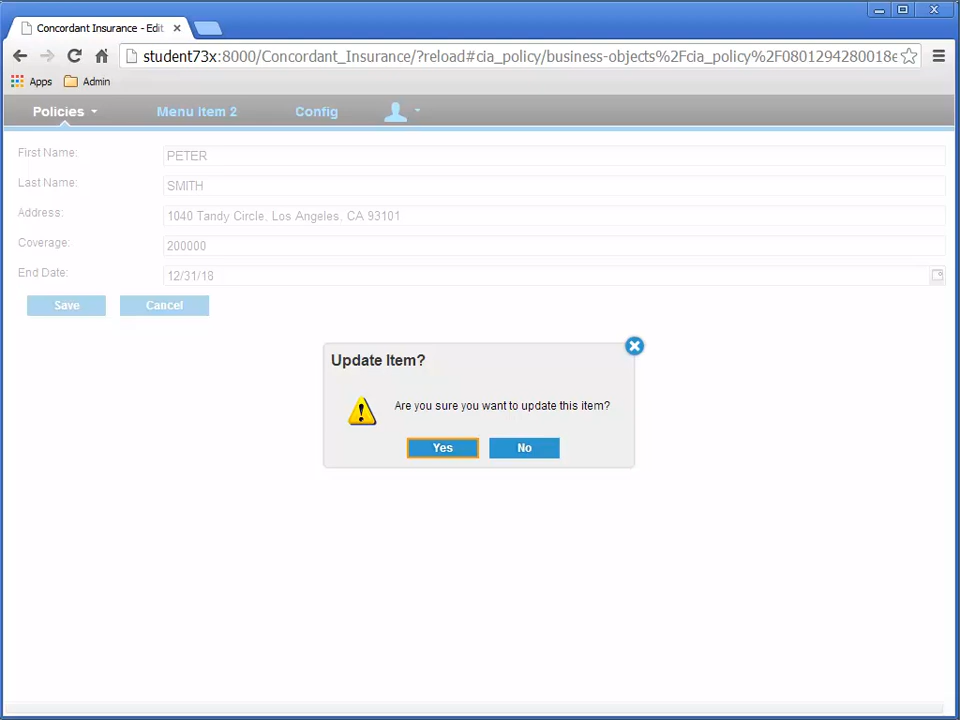 Concordant Insurance - Edit
student73x:8000/Concordant_Insurance/?reload#cia_policy/business-objects%2Fcia_policy%2F0801294280018e
Apps Admin
Policies Menu Item 2 Config
First Name: PETER
Last Name: SMITH
Address: 1040 Tandy Circle, Los Angeles, CA 93101
Coverage: 200000
End Date: 12/31/18
Save Cancel
Update Item?
Are you sure you want to update this item?
Yes No